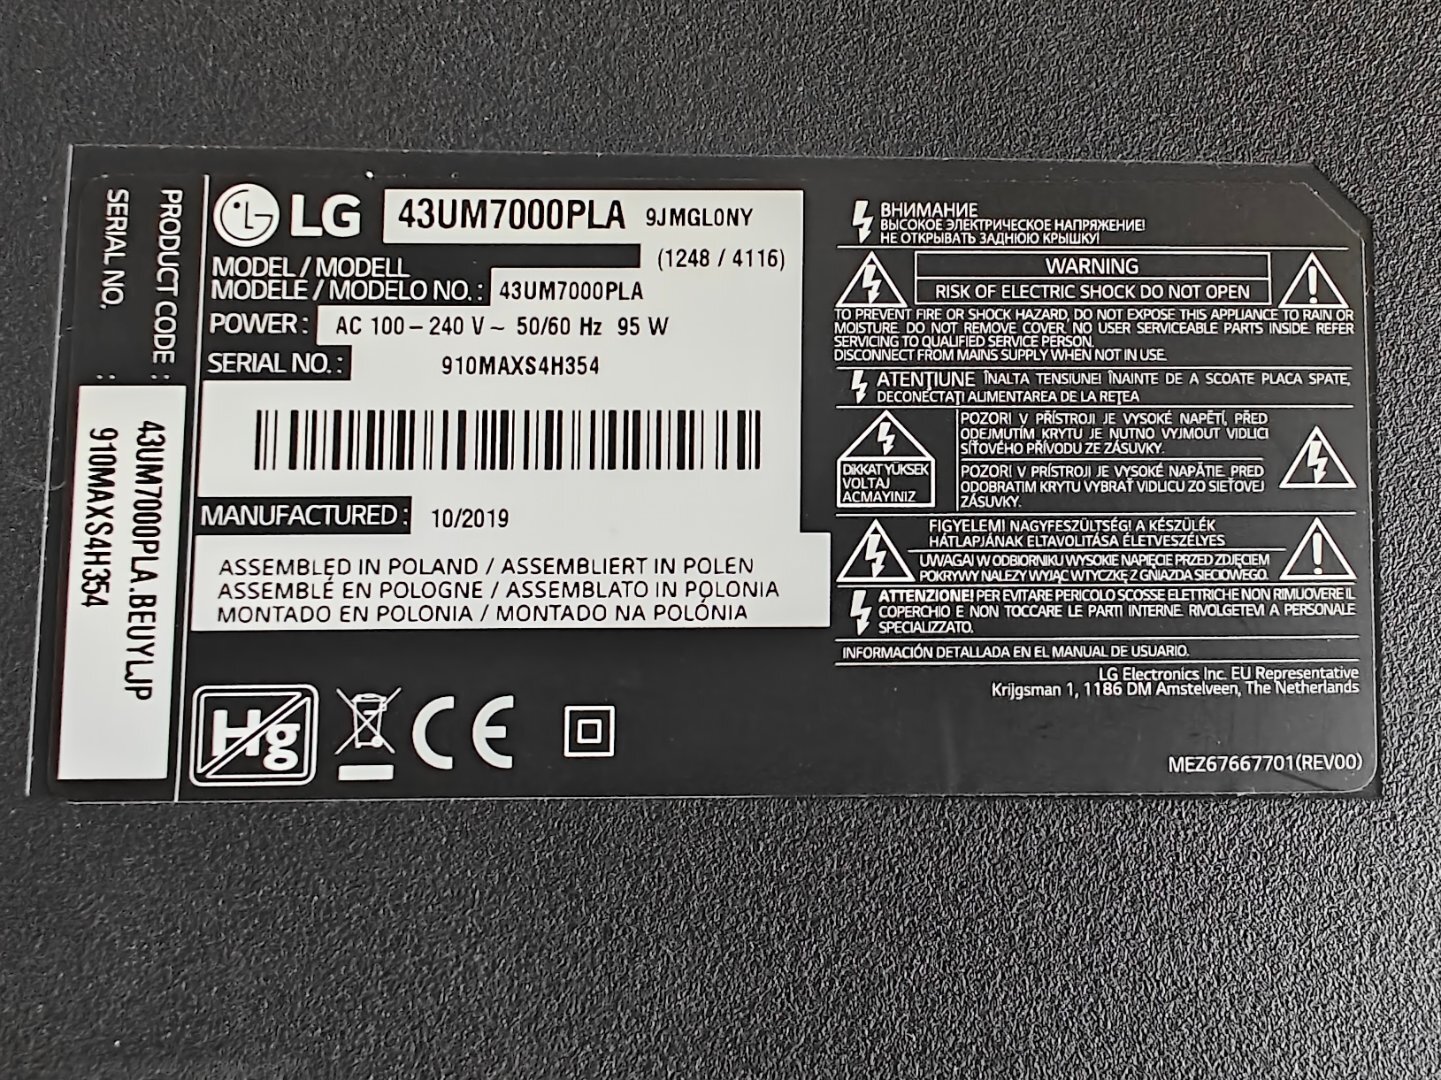 PRODUCT CODE :
SERIAL NO. :
43UM7000PLA.BEUYLJP
910MAXS4H354
LG 43UM7000PLA 9JMGL0NY
(1248 / 4116)
MODEL / MODELL
MODELE / MODELO NO. : 43UM7000PLA
POWER : AC 100 – 240 V ~ 50/60 Hz 95 W
SERIAL NO. : 910MAXS4H354
MANUFACTURED : 10/2019
ASSEMBLED IN POLAND / ASSEMBLIERT IN POLEN
ASSEMBLÉ EN POLOGNE / ASSEMBLATO IN POLONIA
MONTADO EN POLONIA / MONTADO NA POLÓNIA
Hg
CE
ВНИМАНИЕ
ВЫСОКОЕ ЭЛЕКТРИЧЕСКОЕ НАПРЯЖЕНИЕ!
НЕ ОТКРЫВАТЬ ЗАДНЮЮ КРЫШКУ!
WARNING
RISK OF ELECTRIC SHOCK DO NOT OPEN
TO PREVENT FIRE OR SHOCK HAZARD, DO NOT EXPOSE THIS APPLIANCE TO RAIN OR
MOISTURE. DO NOT REMOVE COVER. NO USER SERVICEABLE PARTS INSIDE. REFER
SERVICING TO QUALIFIED SERVICE PERSON.
DISCONNECT FROM MAINS SUPPLY WHEN NOT IN USE.
ATENŢIUNE ÎNALTA TENSIUNE! ÎNAINTE DE A SCOATE PLACA SPATE,
DECONECTAŢI ALIMENTAREA DE LA REŢEA
DIKKAT YÜKSEK
VOLTAJ
ACMAYINIZ
POZOR! V PŘÍSTROJI JE VYSOKÉ NAPĚTÍ, PŘED
ODEJMUTÍM KRYTU JE NUTNO VYJMOUT VIDLICI
SÍŤOVÉHO PŘÍVODU ZE ZÁSUVKY.
POZOR! V PRÍSTROJI JE VYSOKÉ NAPÄTIE. PRED
ODOBRATIM KRYTU VYBRAŤ VIDLICU ZO SIEŤOVEJ
ZÁSUVKY.
FIGYELEM! NAGYFESZÜLTSÉG! A KÉSZÜLÉK
HÁTLAPJÁNAK ELTAVOLITÁSA ÉLETVESZÉLYES
UWAGA! W ODBIORNIKU WYSOKIE NAPIĘCIE PRZED ZDJĘCIEM
POKRYWY NALEZY WYJĄC WTYCZKĘ Z GNIAZDA SIECIOWEGO.
ATTENZIONE! PER EVITARE PERICOLO SCOSSE ELETTRICHE NON RIMUOVERE IL
COPERCHIO E NON TOCCARE LE PARTI INTERNE. RIVOLGETEVI A PERSONALE
SPECIALIZZATO.
INFORMACIÓN DETALLADA EN EL MANUAL DE USUARIO.
LG Electronics Inc. EU Representative
Krijgsman 1, 1186 DM Amstelveen, The Netherlands
MEZ67667701(REV00)